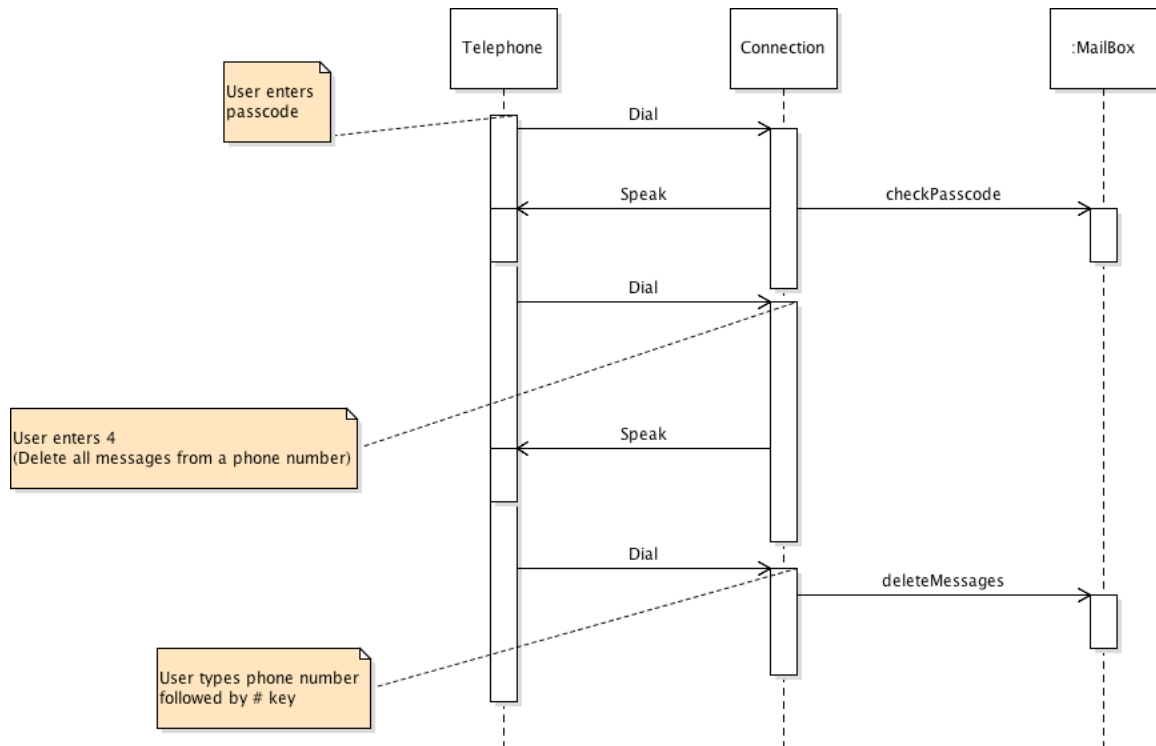 Telephone
Connection
:MailBox
User enters
passcode
Dial
Speak
checkPasscode
Dial
User enters 4
(Delete all messages from a phone number)
Speak
Dial
deleteMessages
User types phone number
followed by # key